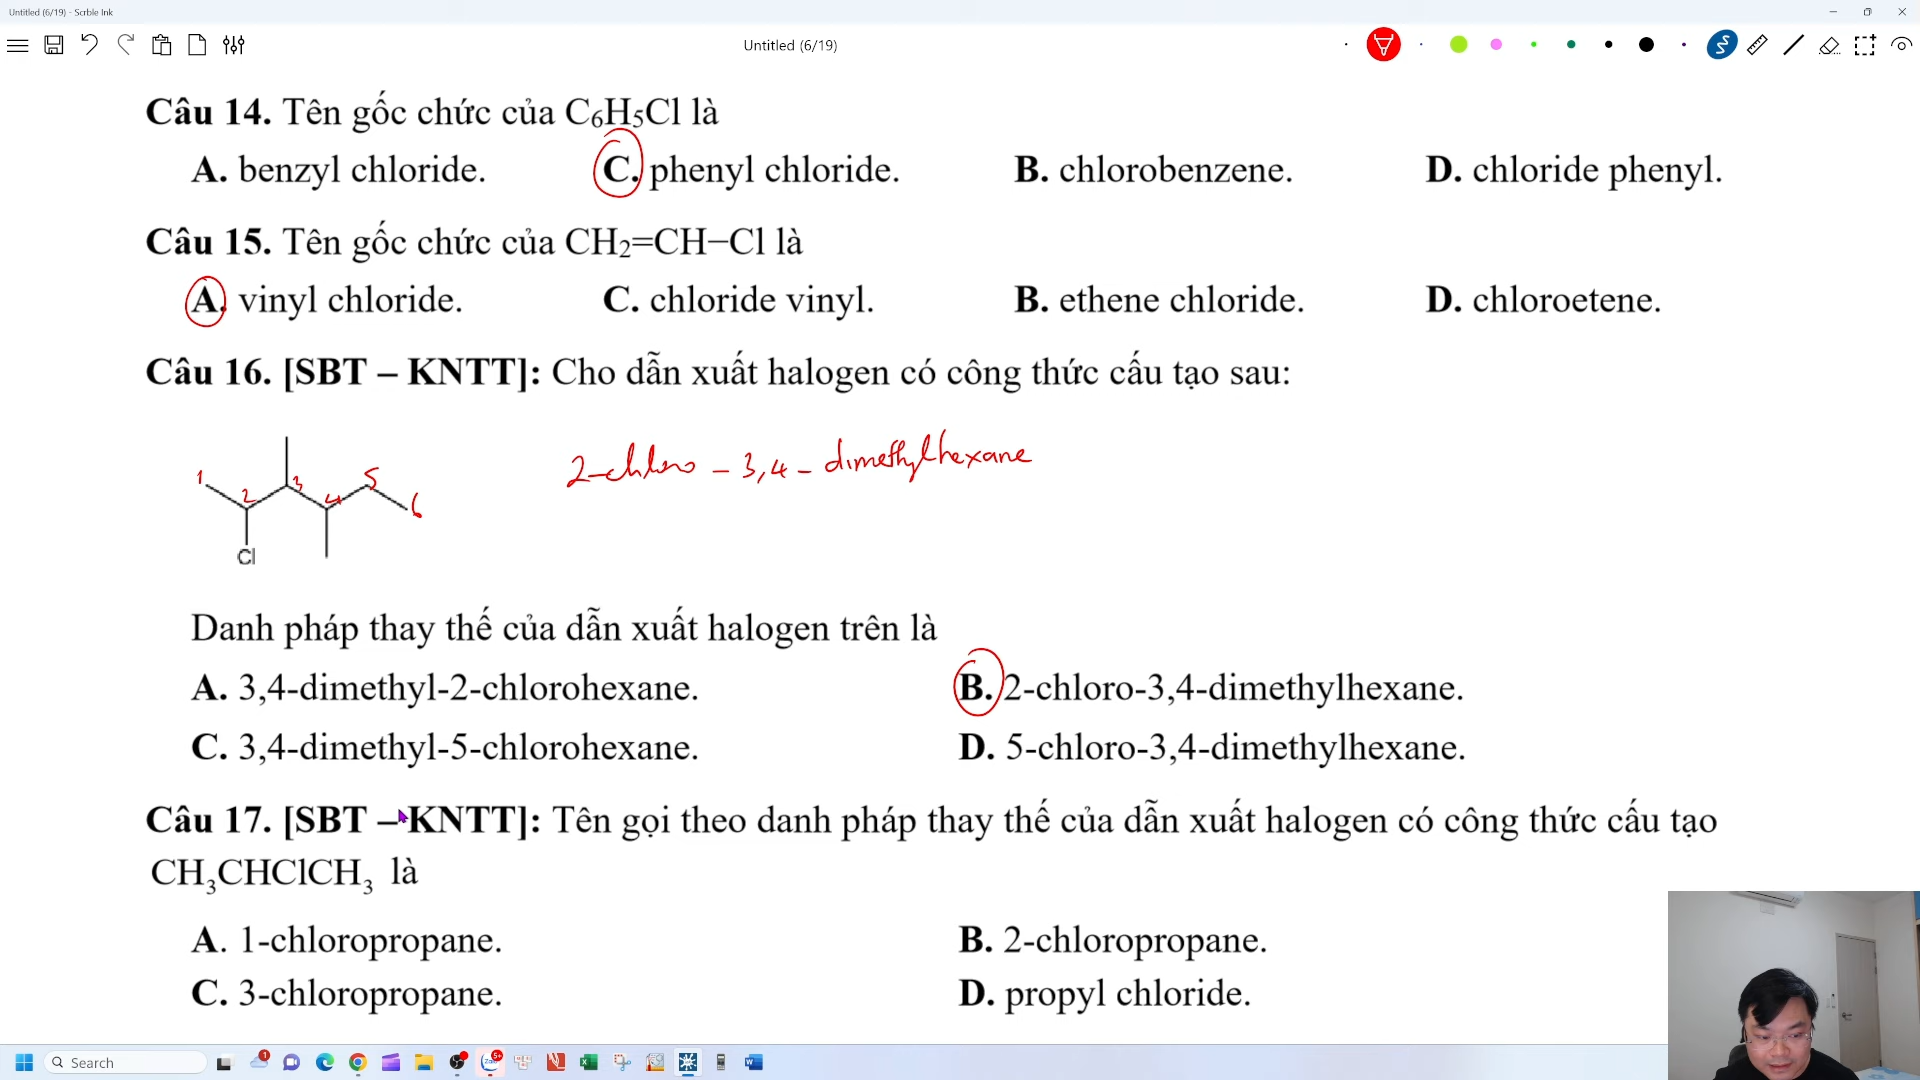 Untitled (6/19) - Scrble Ink
Untitled (6/19)
Câu 14. Tên gốc chức của C₆H₅Cl là
A. benzyl chloride. C. phenyl chloride. B. chlorobenzene. D. chloride phenyl.
Câu 15. Tên gốc chức của CH₂=CH−Cl là
A. vinyl chloride. C. chloride vinyl. B. ethene chloride. D. chloroetene.
Câu 16. [SBT – KNTT]: Cho dẫn xuất halogen có công thức cấu tạo sau:
2-chloro - 3,4 - dimethylhexane
1 2 3 4 5 6
Cl
Danh pháp thay thế của dẫn xuất halogen trên là
A. 3,4-dimethyl-2-chlorohexane. B. 2-chloro-3,4-dimethylhexane.
C. 3,4-dimethyl-5-chlorohexane. D. 5-chloro-3,4-dimethylhexane.
Câu 17. [SBT – KNTT]: Tên gọi theo danh pháp thay thế của dẫn xuất halogen có công thức cấu tạo
CH₃CHClCH₃ là
A. 1-chloropropane. B. 2-chloropropane.
C. 3-chloropropane. D. propyl chloride.
Search